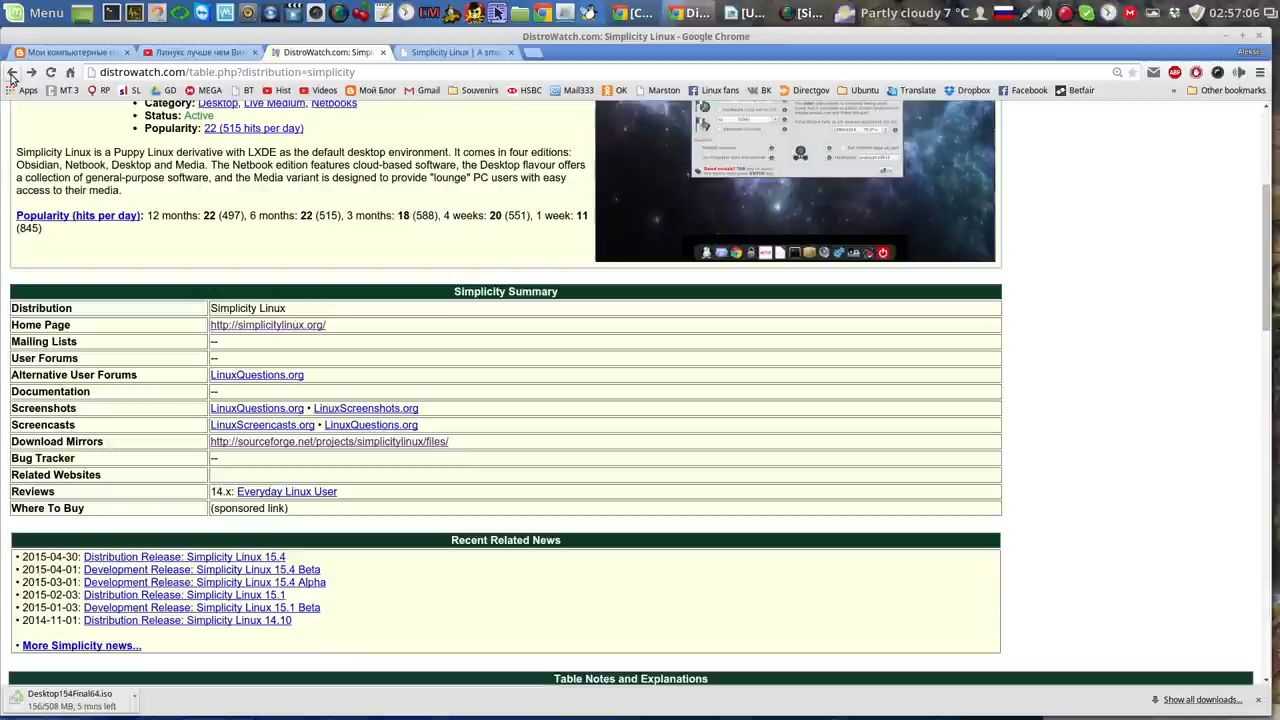 [C...
Di...
[U...
[Si...
Partly cloudy 7 °C
02:57:06
DistroWatch.com: Simplicity Linux - Google Chrome
Мои компьютерные со
Линукс лучше чем Вин
DistroWatch.com: Simpl
Simplicity Linux | A sma
Alekse
distrowatch.com/table.php?distribution=simplicity
Apps MT 3 RP SL GD MEGA BT Hist Videos Мой Блог Gmail Souvenirs HSBC Mail333 OK Marston Linux fans VK Directgov Ubuntu Translate Dropbox Facebook Betfair » Other bookmarks
• Category: Desktop, Live Medium, Netbooks
• Status: Active
• Popularity: 22 (515 hits per day)
Simplicity Linux is a Puppy Linux derivative with LXDE as the default desktop environment. It comes in four editions:
Obsidian, Netbook, Desktop and Media. The Netbook edition features cloud-based software, the Desktop flavour offers
a selection of general-purpose software, and the Media variant is designed to provide "lounge" PC users with easy
access to their media.
Popularity (hits per day): 12 months: 22 (497), 6 months: 22 (515), 3 months: 18 (588), 4 weeks: 20 (551), 1 week: 11
(845)
Simplicity Summary
Distribution Simplicity Linux
Home Page http://simplicitylinux.org/
Mailing Lists --
User Forums --
Alternative User Forums LinuxQuestions.org
Documentation --
Screenshots LinuxQuestions.org • LinuxScreenshots.org
Screencasts LinuxScreencasts.org • LinuxQuestions.org
Download Mirrors http://sourceforge.net/projects/simplicitylinux/files/
Bug Tracker --
Related Websites
Reviews 14.x: Everyday Linux User
Where To Buy (sponsored link)
Recent Related News
• 2015-04-30: Distribution Release: Simplicity Linux 15.4
• 2015-04-01: Development Release: Simplicity Linux 15.4 Beta
• 2015-03-01: Development Release: Simplicity Linux 15.4 Alpha
• 2015-02-03: Distribution Release: Simplicity Linux 15.1
• 2015-01-03: Development Release: Simplicity Linux 15.1 Beta
• 2014-11-01: Distribution Release: Simplicity Linux 14.10
• More Simplicity news...
Table Notes and Explanations
Desktop154Final64.iso
156/508 MB, 5 mins left
Show all downloads...